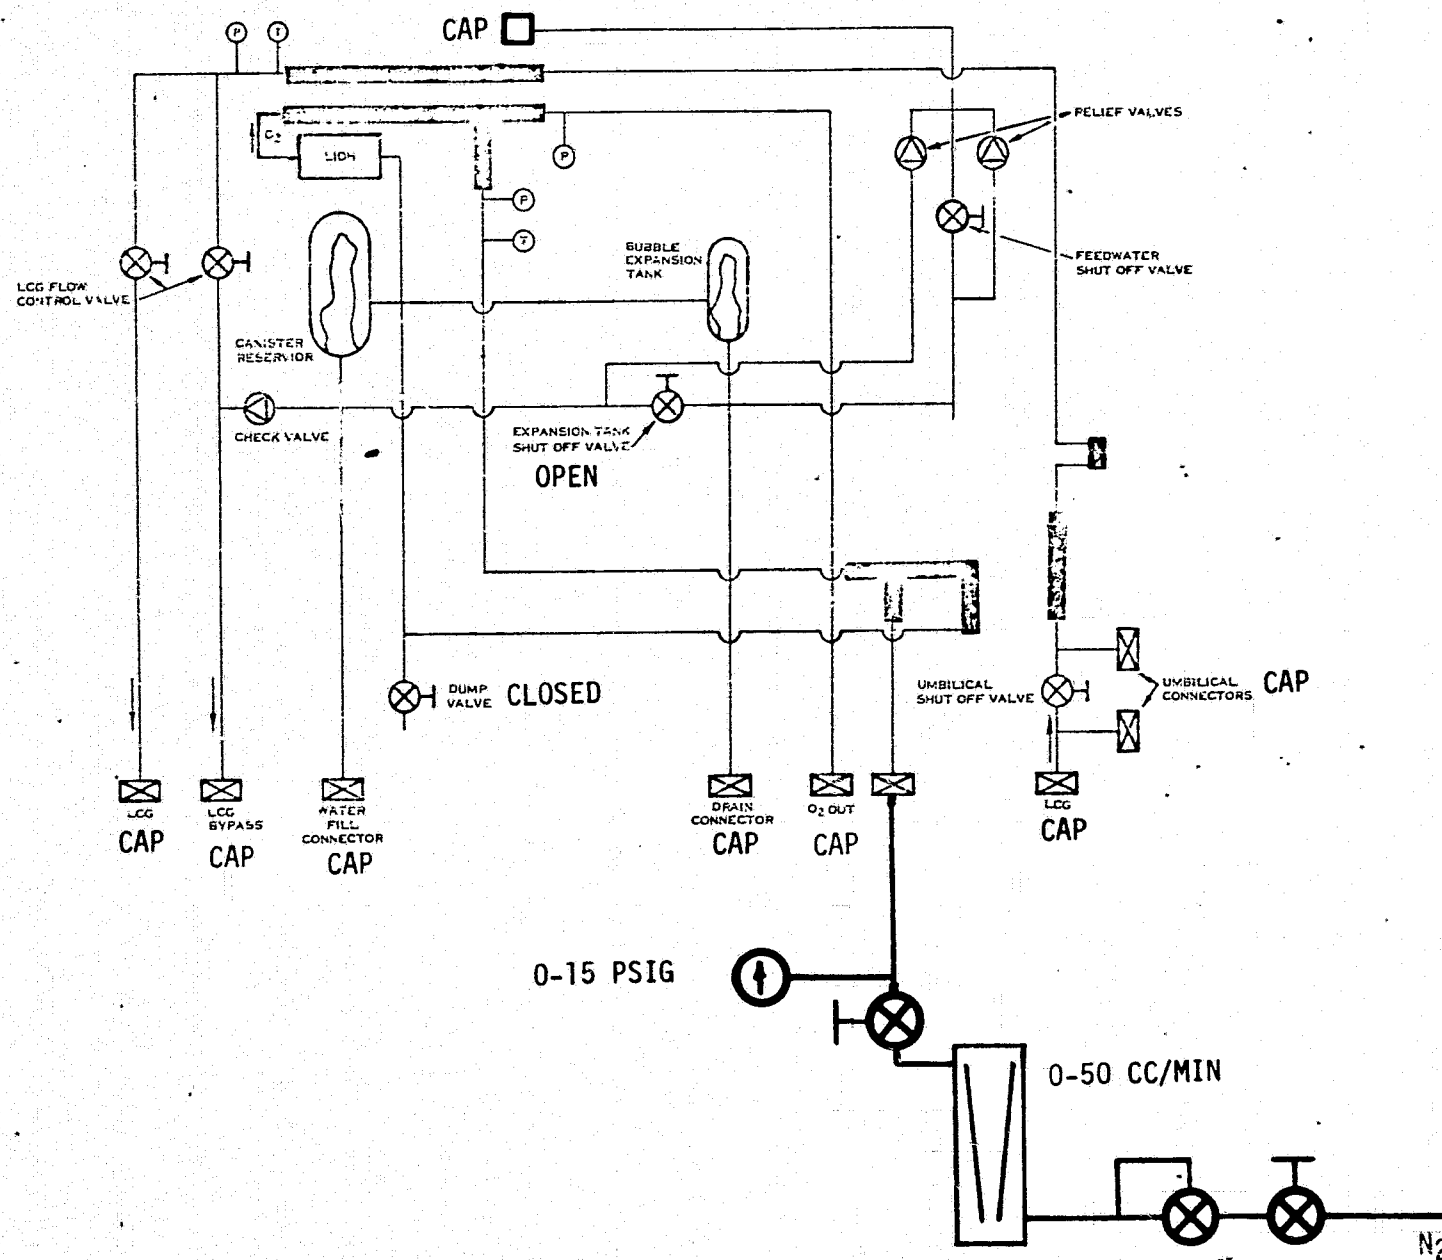 CAP
P
T
RELIEF VALVES
O2
LIOH
P
P
T
BUBBLE
EXPANSION
TANK
FEEDWATER
SHUT OFF VALVE
LCG FLOW
CONTROL VALVE
CANISTER
RESERVIOR
CHECK VALVE
EXPANSION TANK
SHUT OFF VALVE
OPEN
DUMP
VALVE
CLOSED
UMBILICAL
SHUT OFF VALVE
UMBILICAL
CONNECTORS
CAP
LCG
CAP
LCG
BYPASS
CAP
WATER
FILL
CONNECTOR
CAP
DRAIN
CONNECTOR
CAP
O2 OUT
CAP
LCG
CAP
0-15 PSIG
0-50 CC/MIN
N2